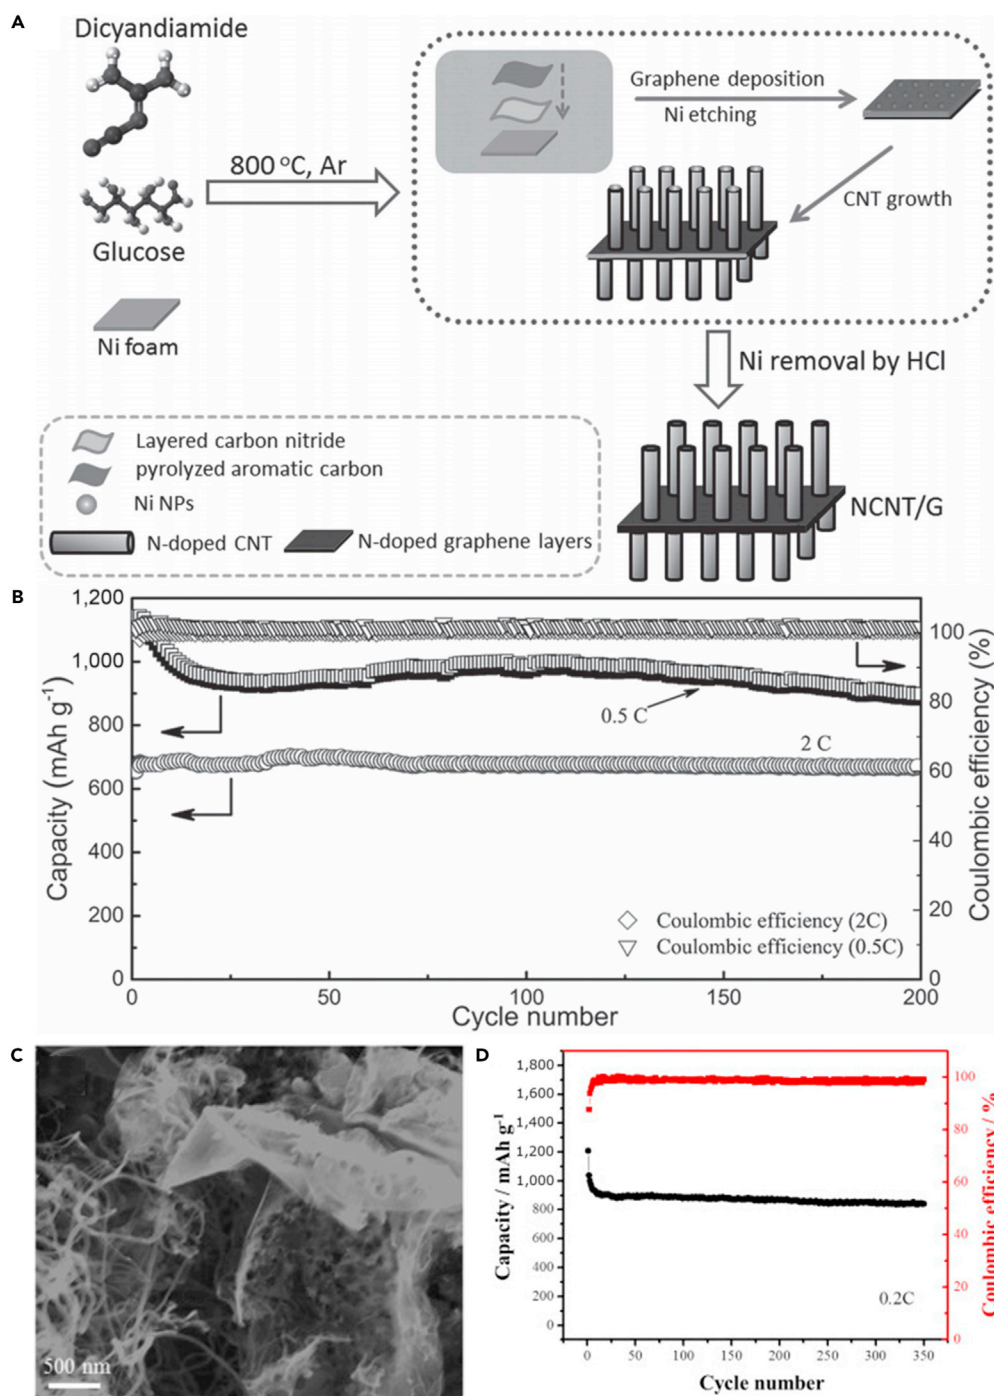 A
Dicyandiamide
Glucose
Ni foam
800 °C, Ar
Graphene deposition
Ni etching
CNT growth
Ni removal by HCl
NCNT/G
Layered carbon nitride
pyrolyzed aromatic carbon
Ni NPs
N-doped CNT
N-doped graphene layers
B
Capacity (mAh g⁻¹)
1,200
1,000
800
600
400
200
0
0.5 C
2 C
Coulombic efficiency (2C)
Coulombic efficiency (0.5C)
100
80
60
40
20
0
Coulombic efficiency (%)
0
50
100
150
200
Cycle number
C
500 nm
D
Capacity / mAh g⁻¹
1,800
1,600
1,400
1,200
1,000
800
600
400
200
0
0.2C
100
80
60
40
20
0
Coulombic efficiency / %
0
50
100
150
200
250
300
350
Cycle number